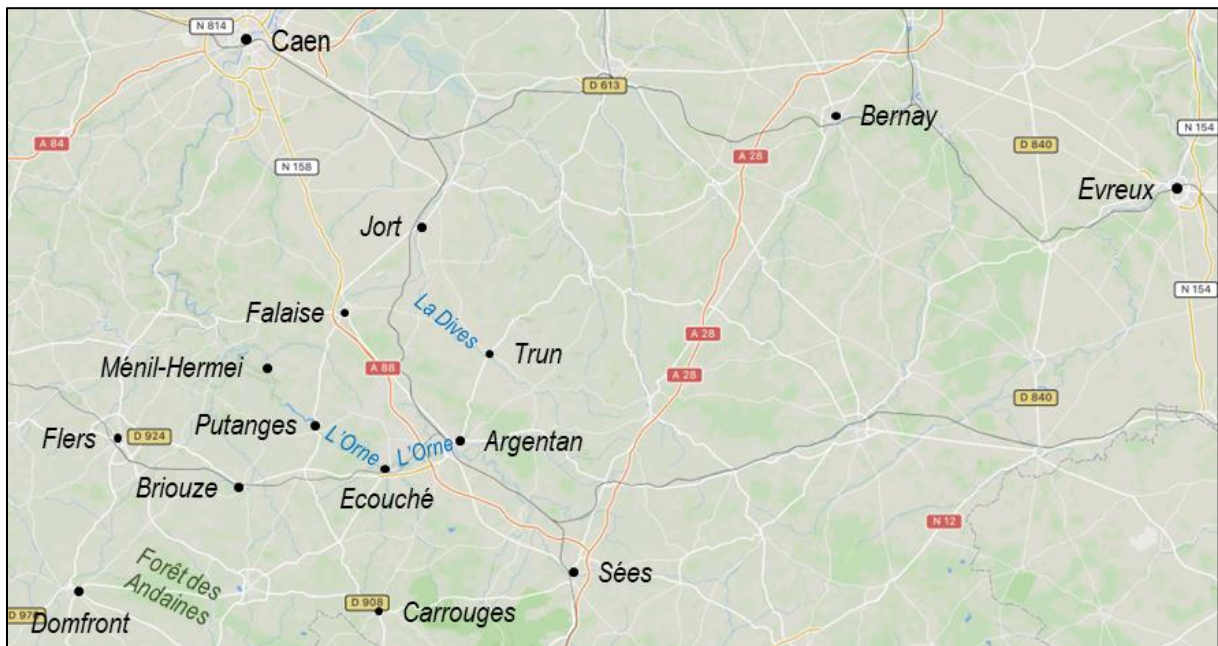 N 814
Caen
D 613
A 84
Bernay
N 154
A 28
D 840
N 158
Evreux
Jort
N 154
La Dives
Falaise
A 28
Trun
Ménil-Hermei
A 88
A 28
D 840
Putanges
Flers
D 924
L'Orne
L'Orne
Argentan
Briouze
Ecouché
N 12
Forêt des
Andaines
Sées
D 908
Carrouges
Domfront